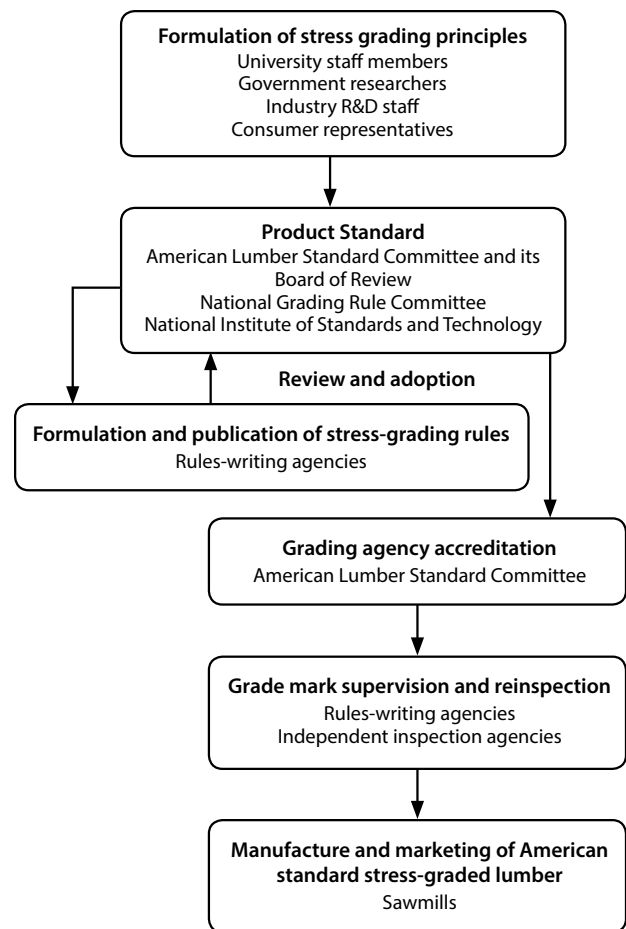 Formulation of stress grading principles
University staff members
Government researchers
Industry R&D staff
Consumer representatives
Product Standard
American Lumber Standard Committee and its
Board of Review
National Grading Rule Committee
National Institute of Standards and Technology
Review and adoption
Formulation and publication of stress-grading rules
Rules-writing agencies
Grading agency accreditation
American Lumber Standard Committee
Grade mark supervision and reinspection
Rules-writing agencies
Independent inspection agencies
Manufacture and marketing of American
standard stress-graded lumber
Sawmills